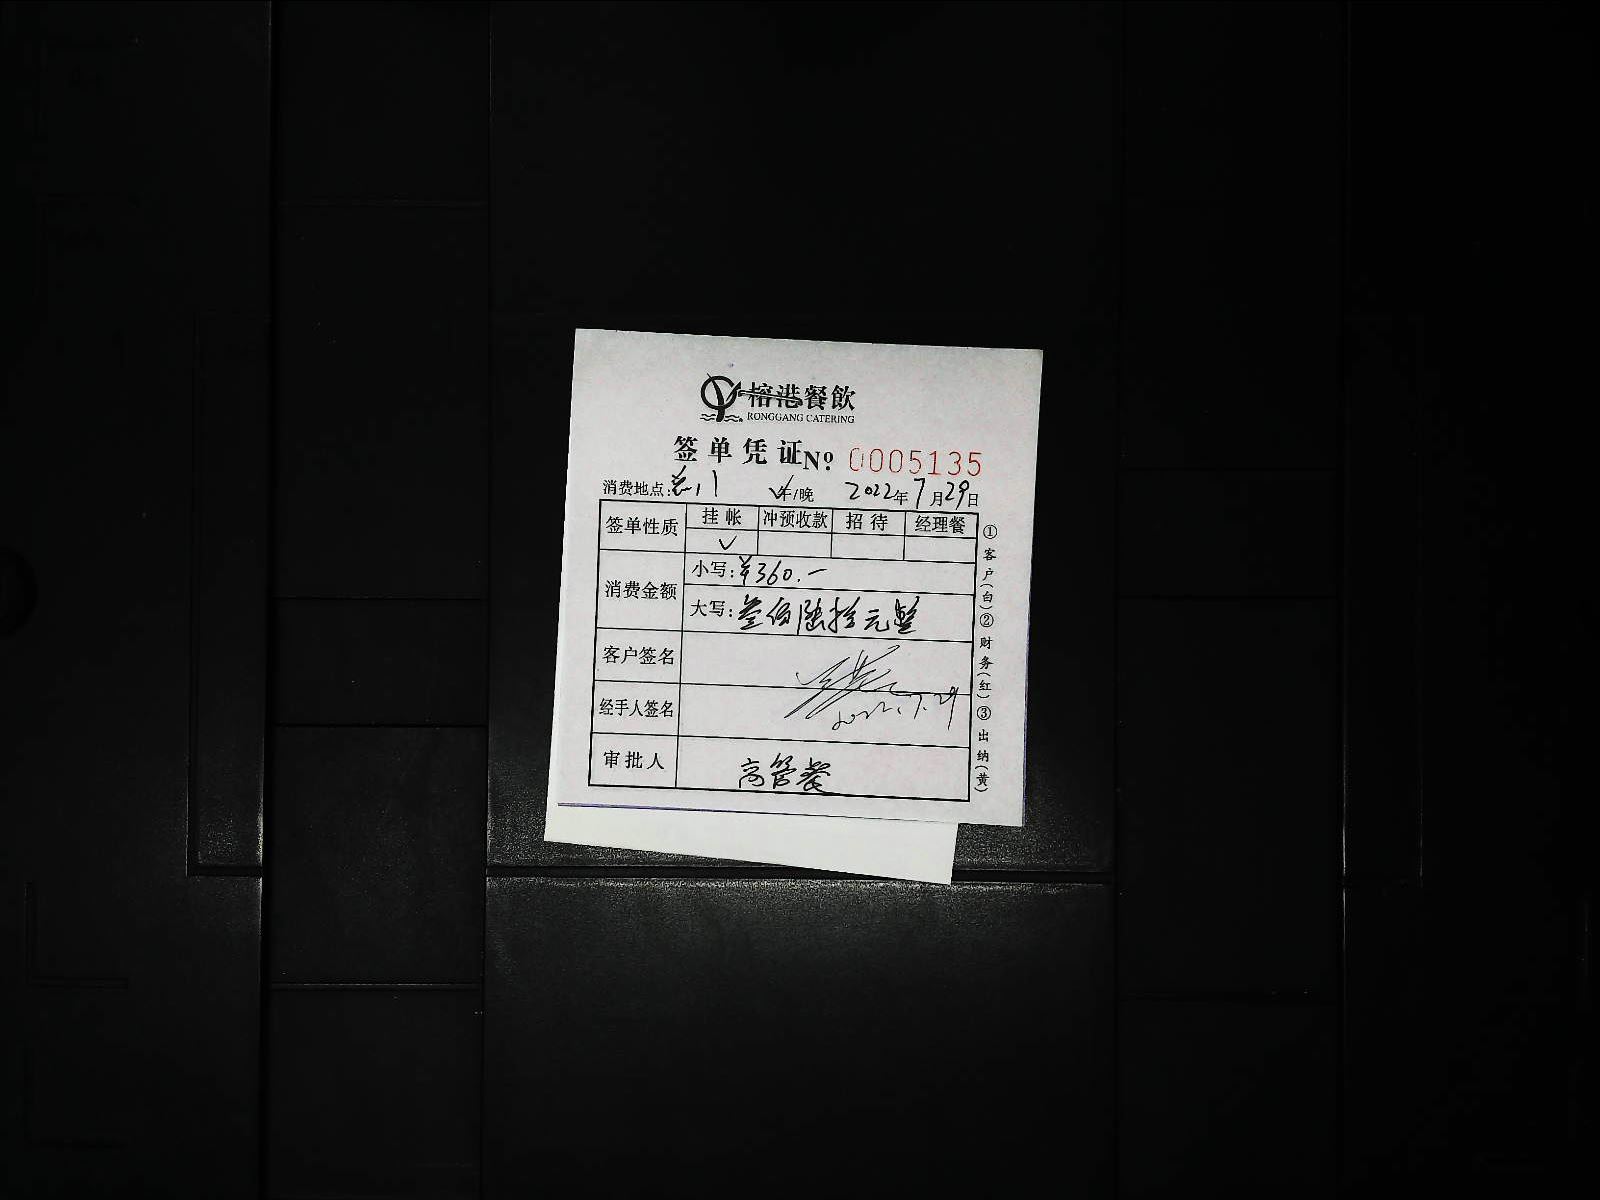 榕港餐飲
RONGGANG CATERING
签单凭证 No 0005135
消费地点: 午/晚 2022年7月29日
签单性质 挂帐 冲预收款 招待 经理餐
✓
消费金额 小写:¥360.一
大写:叁佰陆拾元整
客户签名
经手人签名 2022.7.29
审批人 高管餐
①客户(白)②财务(红)③出纳(黄)